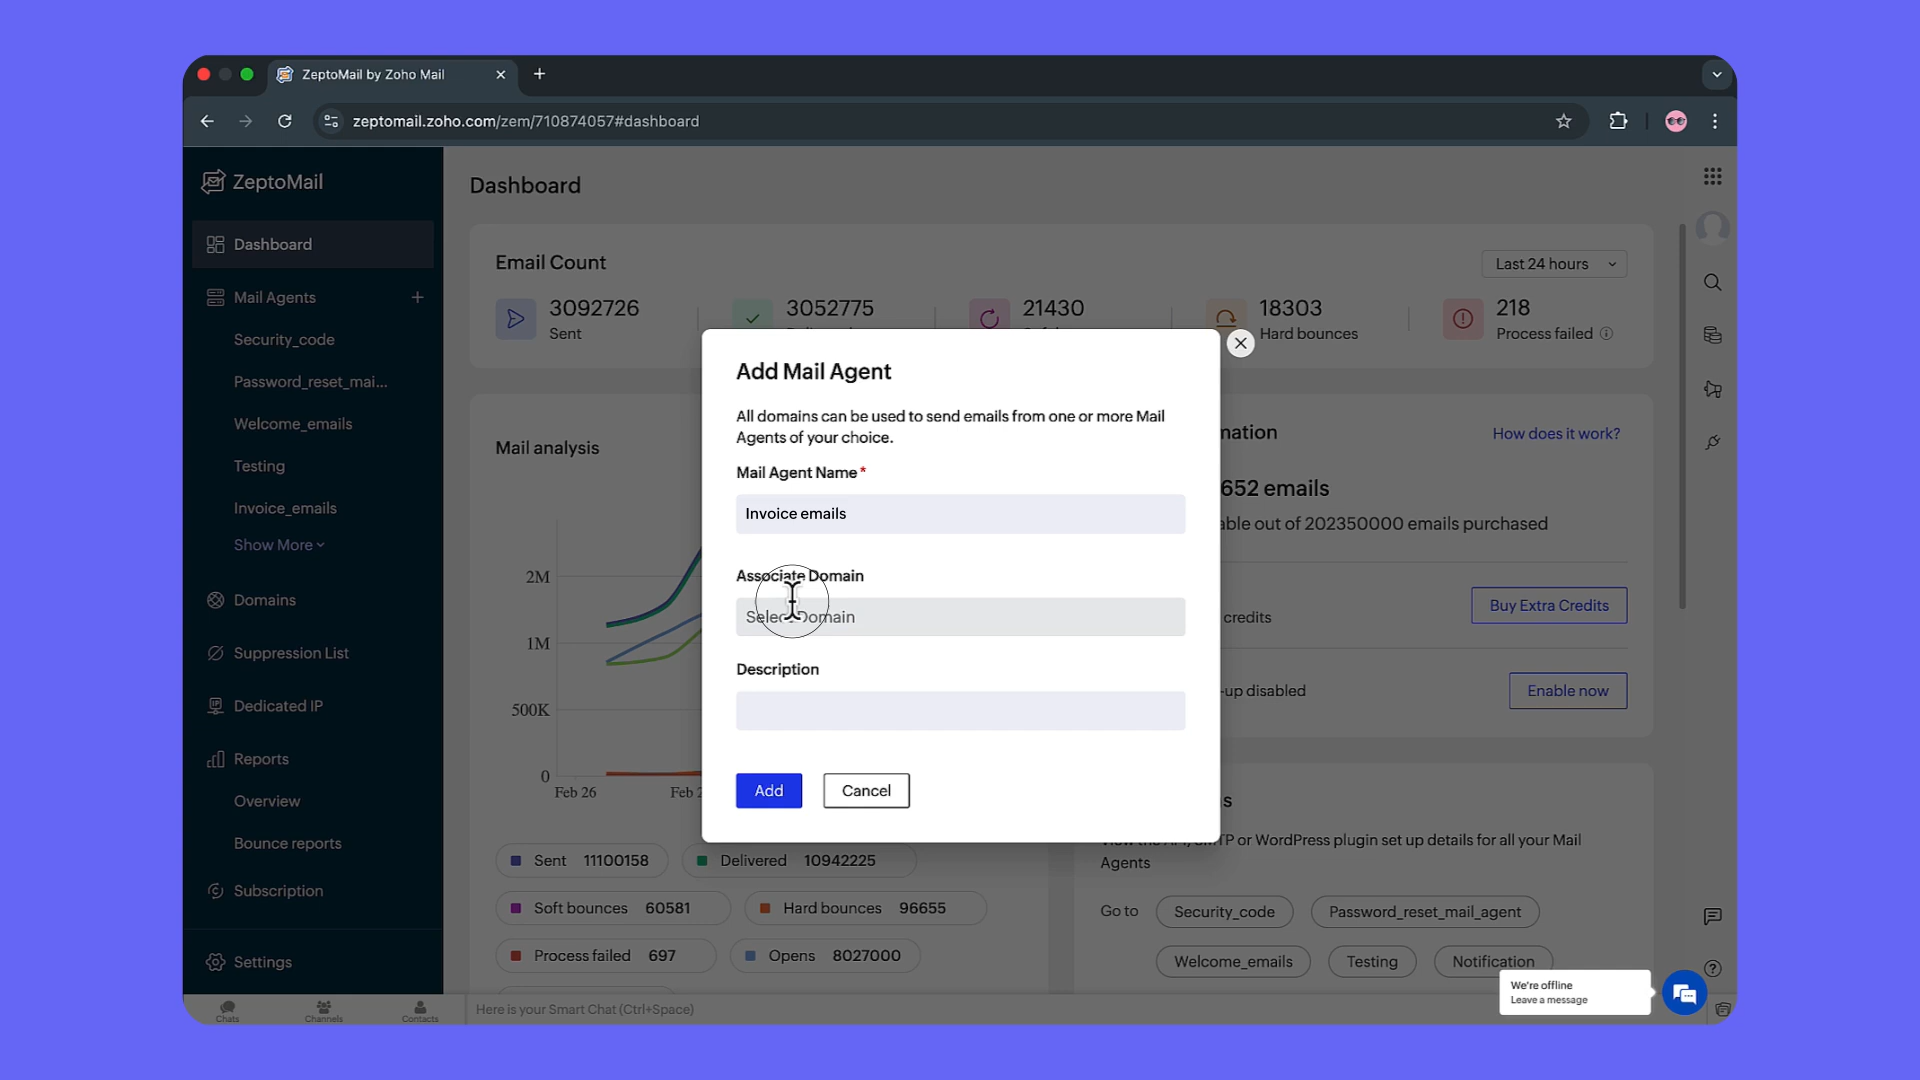 ZeptoMail by Zoho Mail
zeptomail.zoho.com/zem/710874057#dashboard
ZeptoMail
Dashboard
Mail Agents
Security_code
Password_reset_mai...
Welcome_emails
Testing
Invoice_emails
Show More
Domains
Suppression List
Dedicated IP
Reports
Overview
Bounce reports
Subscription
Settings
Dashboard
Email Count
Last 24 hours
3092726
Sent
3052775
21430
18303
Hard bounces
218
Process failed
Mail analysis
2M
1M
500K
0
Feb 26
Feb 2
Sent 11100158
Delivered 10942225
Soft bounces 60581
Hard bounces 96655
Process failed 697
Opens 8027000
Add Mail Agent
All domains can be used to send emails from one or more Mail
Agents of your choice.
Mail Agent Name *
Invoice emails
Associate Domain
Select Domain
Description
Add
Cancel
mation
How does it work?
652 emails
able out of 202350000 emails purchased
credits
Buy Extra Credits
-up disabled
Enable now
s
View the API, SMTP or WordPress plugin set up details for all your Mail
Agents
Go to
Security_code
Password_reset_mail_agent
Welcome_emails
Testing
Notification
We're offline
Leave a message
Chats
Channels
Contacts
Here is your Smart Chat (Ctrl+Space)